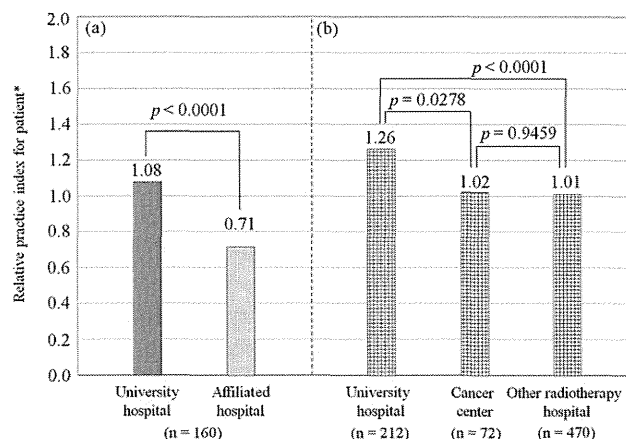 Relative practice index for patient*
2.0
1.8
1.6
1.4
1.2
1.0
0.8
0.6
0.4
0.2
0.0
(a)
p < 0.0001
1.08
0.71
University hospital
Affiliated hospital
(n = 160)
(b)
p < 0.0001
p = 0.0278
p = 0.9459
1.26
1.02
1.01
University hospital
(n = 212)
Cancer center
(n = 72)
Other radiotherapy hospital
(n = 470)